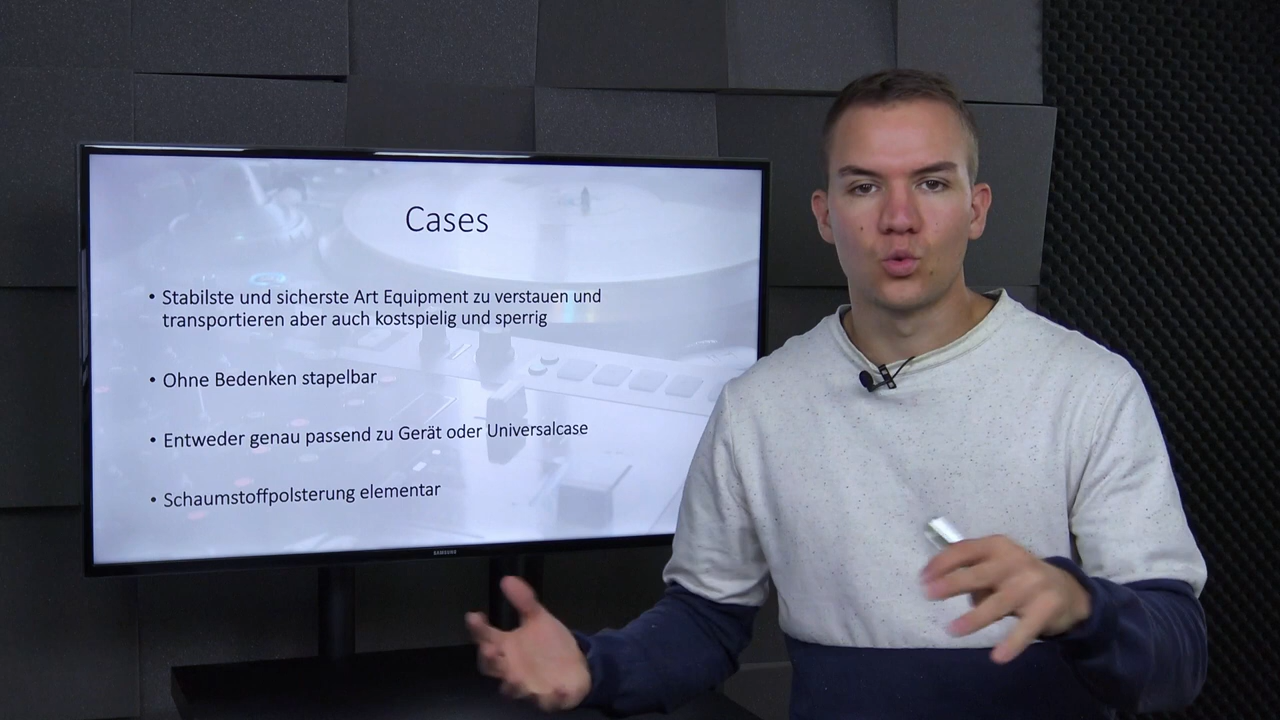 Cases
• Stabilste und sicherste Art Equipment zu verstauen und
transportieren aber auch kostspielig und sperrig
• Ohne Bedenken stapelbar
• Entweder genau passend zu Gerät oder Universalcase
• Schaumstoffpolsterung elementar
SAMSUNG